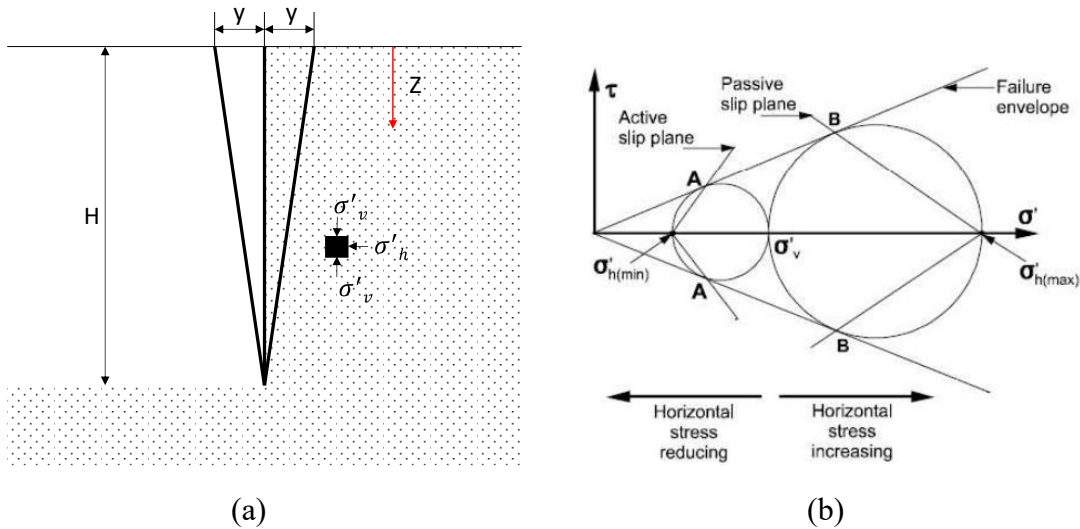 y y
Z
H
σ'ᵥ
σ'ₕ
σ'ᵥ
(a)
τ
Passive
slip plane
Failure
envelope
Active
slip plane
B
A
σ'
σ'ᵥ
σ'h(min)
σ'h(max)
A
B
Horizontal
stress
reducing
Horizontal
stress
increasing
(b)